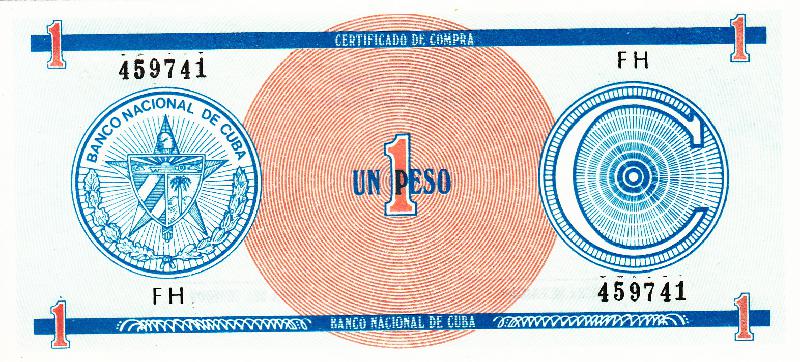 1 CERTIFICADO DE COMPRA 1
459741
FH
BANCO NACIONAL DE CUBA
C
1
UN PESO
FH
459741
1 BANCO NACIONAL DE CUBA 1